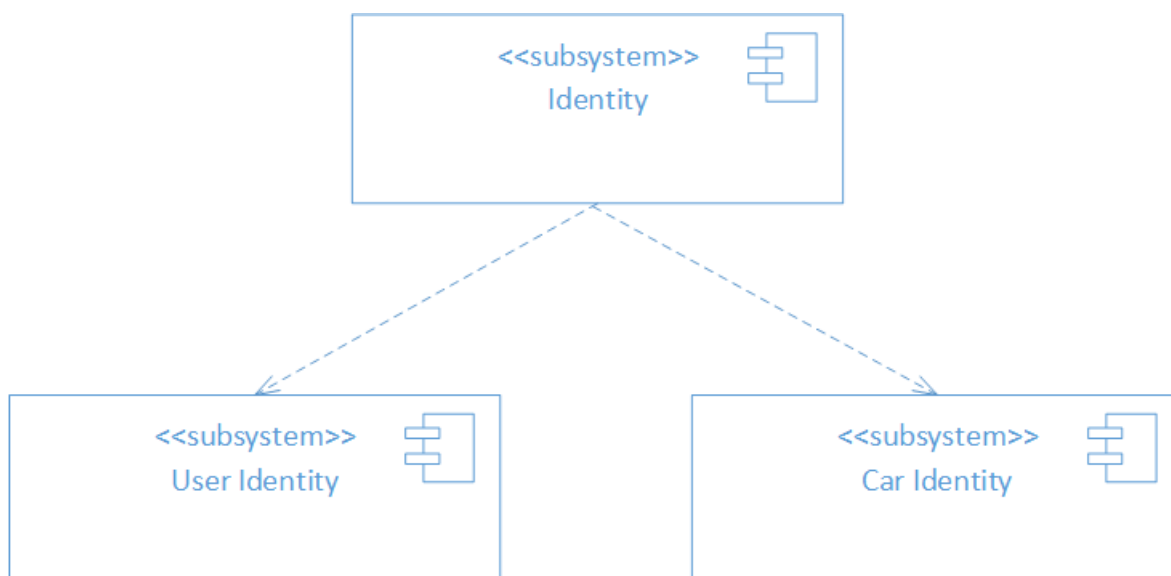 <<subsystem>>
Identity
<<subsystem>>
User Identity
<<subsystem>>
Car Identity